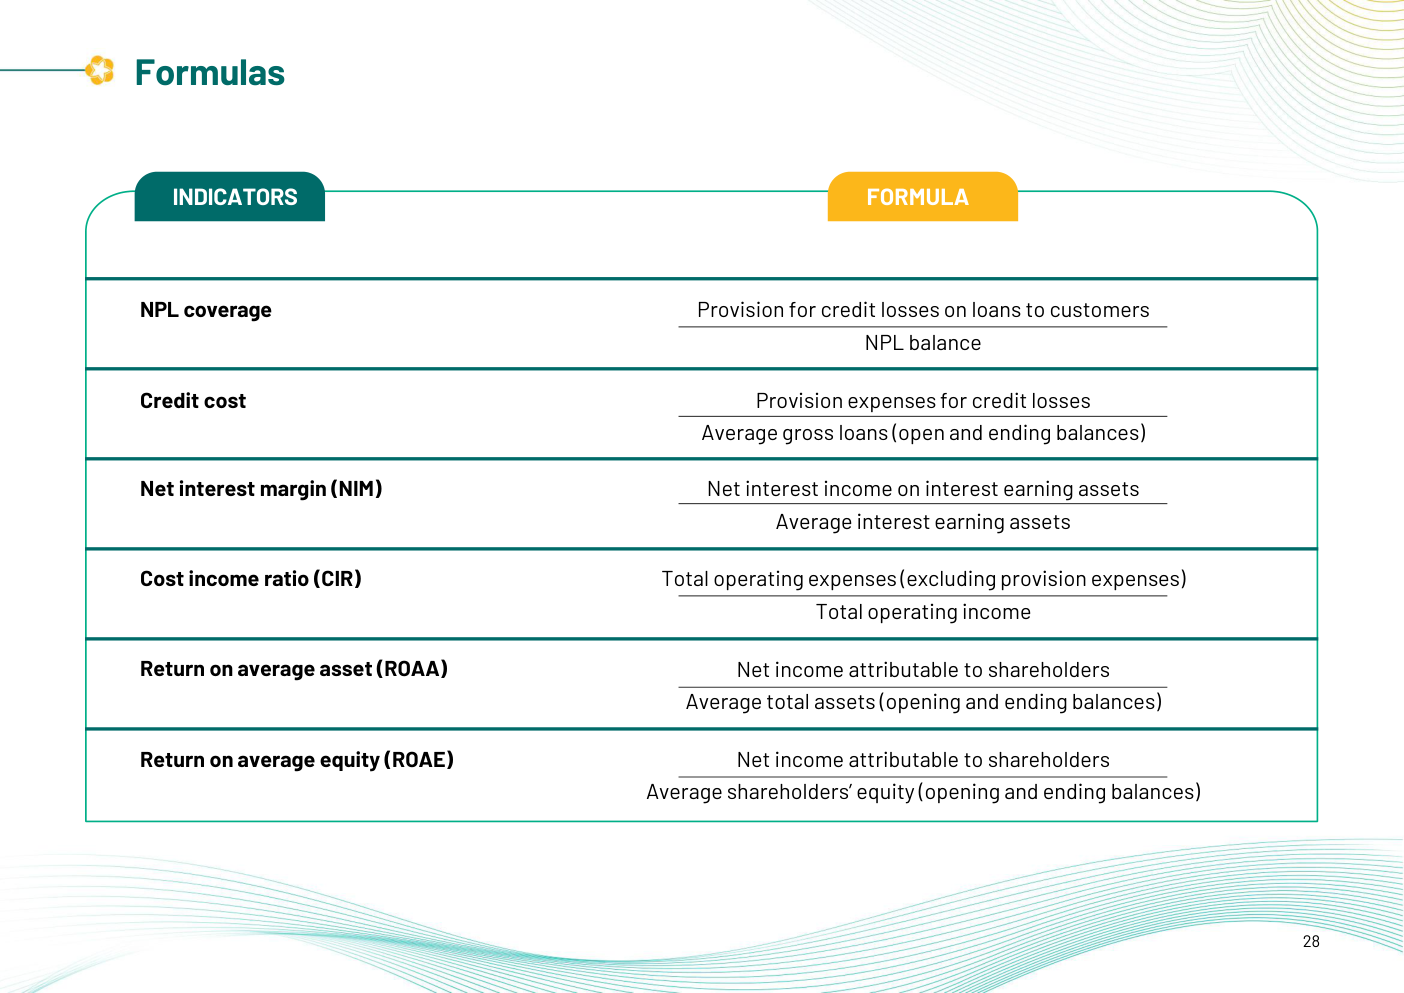 Formulas
INDICATORS
FORMULA
NPL coverage
Provision for credit losses on loans to customers
NPL balance
Credit cost
Provision expenses for credit losses
Average gross loans (open and ending balances)
Net interest margin (NIM)
Net interest income on interest earning assets
Average interest earning assets
Cost income ratio (CIR)
Total operating expenses (excluding provision expenses)
Total operating income
Return on average asset (ROAA)
Net income attributable to shareholders
Average total assets (opening and ending balances)
Return on average equity (ROAE)
Net income attributable to shareholders
Average shareholders’ equity (opening and ending balances)
28